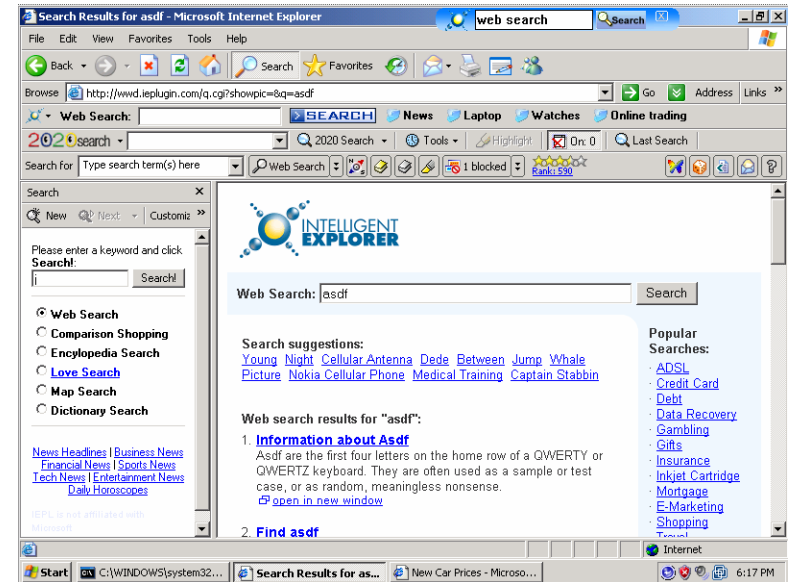 Search Results for asdf - Microsoft Internet Explorer
web search Search
File Edit View Favorites Tools Help
Back Search Favorites
Browse http://wwd.ieplugin.com/q.cgi?showpic=&q=asdf Go Address Links »
Web Search: SEARCH News Laptop Watches Online trading
2020search 2020 Search Tools Highlight On: 0 Last Search
Search for Type search term(s) here Web Search 1 blocked Rank: 590
Search
New Next Customiz »
Please enter a keyword and click
Search!:
j Search!
Web Search
Comparison Shopping
Encylopedia Search
Love Search
Map Search
Dictionary Search
News Headlines | Business News
Financial News | Sports News
Tech News | Entertainment News
Daily Horoscopes
IEPL is not affiliated with
Microsoft
INTELLIGENT
EXPLORER
Web Search: asdf Search
Search suggestions:
Young Night Cellular Antenna Dede Between Jump Whale
Picture Nokia Cellular Phone Medical Training Captain Stabbin
Web search results for "asdf":
1. Information about Asdf
Asdf are the first four letters on the home row of a QWERTY or
QWERTZ keyboard. They are often used as a sample or test
case, or as random, meaningless nonsense.
open in new window
2. Find asdf
Popular
Searches:
· ADSL
· Credit Card
· Debt
· Data Recovery
· Gambling
· Gifts
· Insurance
· Inkjet Cartridge
· Mortgage
· E-Marketing
· Shopping
· Travel
Internet
Start C:\WINDOWS\system32... Search Results for as... New Car Prices - Microso... 6:17 PM